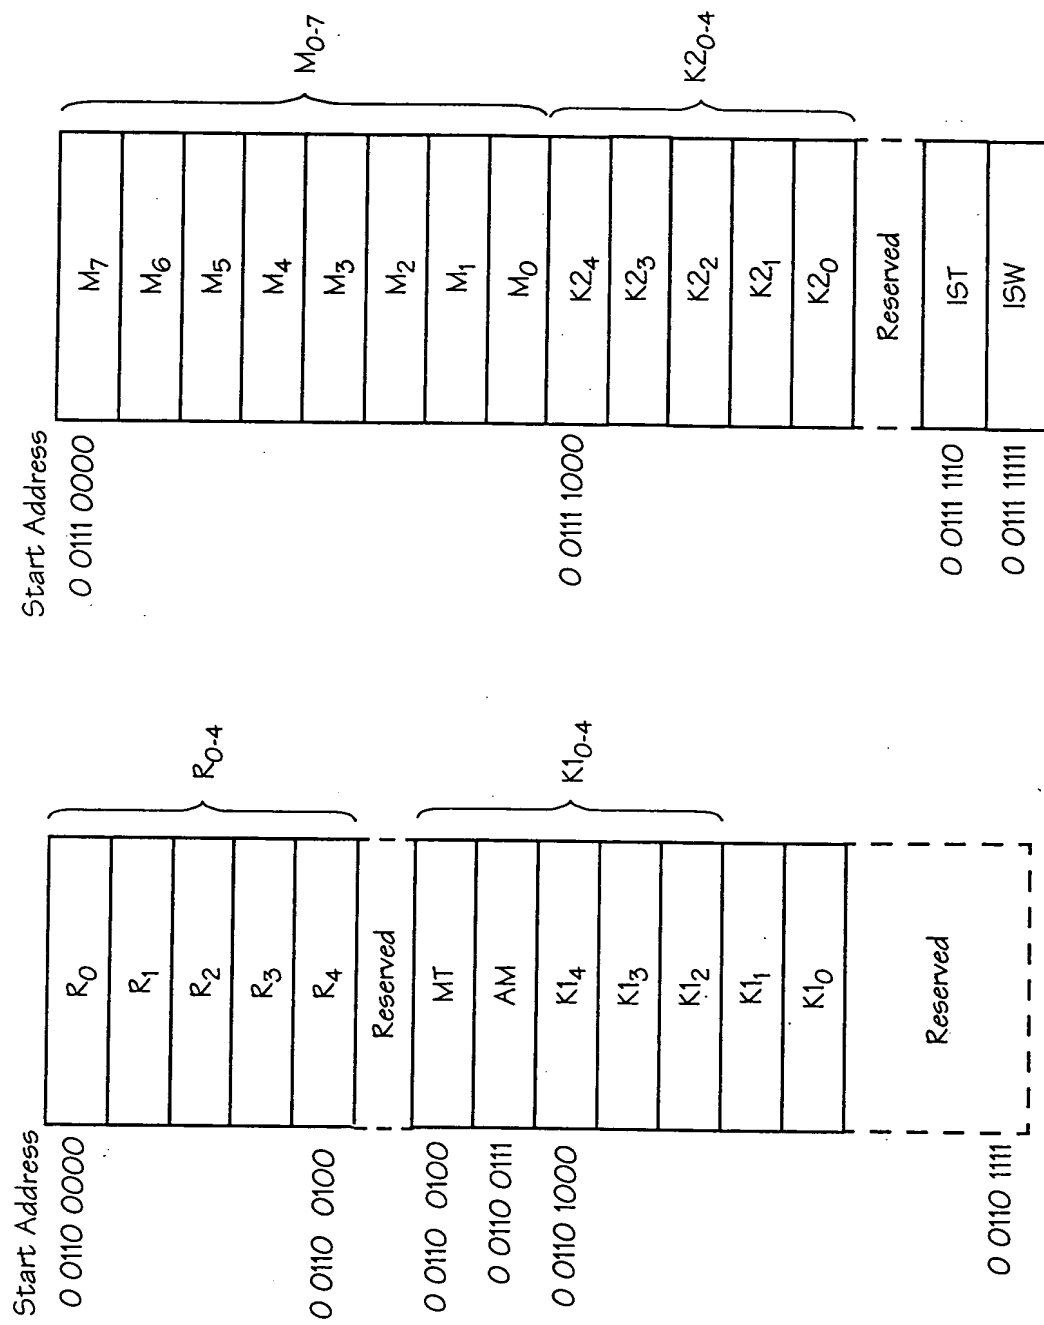 Start Address
0 0110 0000
R0
R1
R2
R3
0 0110 0100
R4
R0-4
Reserved
0 0110 0100
MT
0 0110 0111
AM
0 0110 1000
K14
K13
K12
K11
K10
K10-4
Reserved
0 0110 1111
Start Address
0 0111 0000
M7
M6
M5
M4
M3
M2
M1
M0
M0-7
0 0111 1000
K24
K23
K22
K21
K20
K20-4
Reserved
0 0111 1110
IST
0 0111 11111
ISW